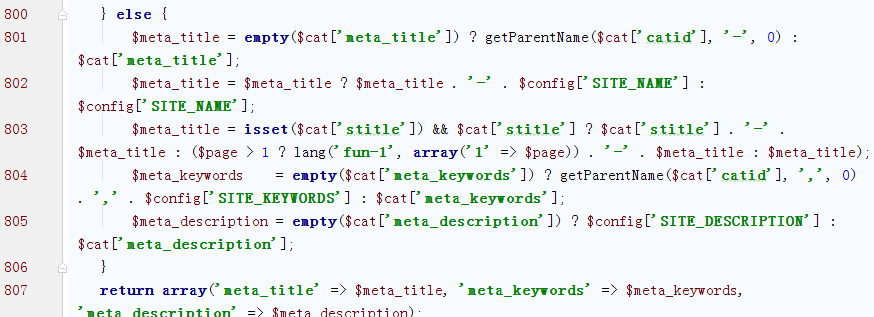 800 } else {
801 $meta_title = empty($cat['meta_title']) ? getParentName($cat['catid'], '-', 0) :
$cat['meta_title'];
802 $meta_title = $meta_title ? $meta_title . '-' . $config['SITE_NAME'] :
$config['SITE_NAME'];
803 $meta_title = isset($cat['stitle']) && $cat['stitle'] ? $cat['stitle'] . '-' .
$meta_title : ($page > 1 ? lang('fun-1', array('1' => $page)) . '-' . $meta_title : $meta_title);
804 $meta_keywords    = empty($cat['meta_keywords']) ? getParentName($cat['catid'], ',', 0)
. ',' . $config['SITE_KEYWORDS'] : $cat['meta_keywords'];
805 $meta_description = empty($cat['meta_description']) ? $config['SITE_DESCRIPTION'] :
$cat['meta_description'];
806 }
807 return array('meta_title' => $meta_title, 'meta_keywords' => $meta_keywords,
'meta_description' => $meta_description);